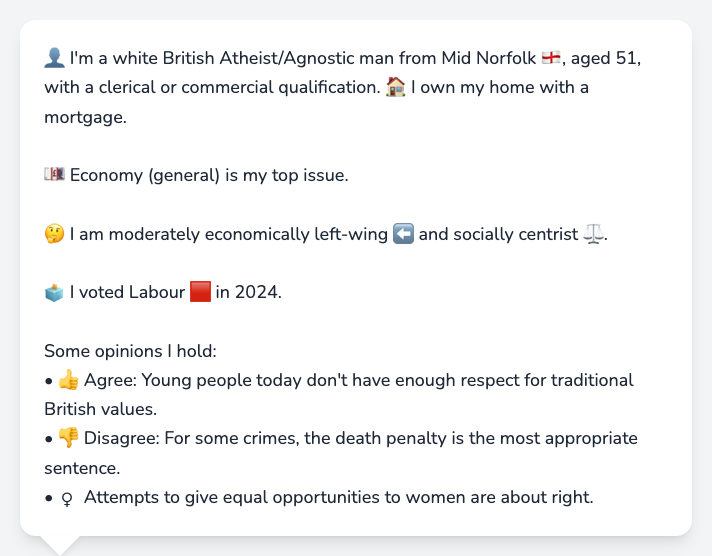 👤 I'm a white British Atheist/Agnostic man from Mid Norfolk 🏴󠁧󠁢󠁥󠁮󠁧󠁿, aged 51,
with a clerical or commercial qualification. 🏠 I own my home with a
mortgage.
💷 Economy (general) is my top issue.
🤔 I am moderately economically left-wing ⬅️ and socially centrist ⚖️.
🗳️ I voted Labour 🟥 in 2024.
Some opinions I hold:
• 👍 Agree: Young people today don't have enough respect for traditional
British values.
• 👎 Disagree: For some crimes, the death penalty is the most appropriate
sentence.
• ♀ Attempts to give equal opportunities to women are about right.